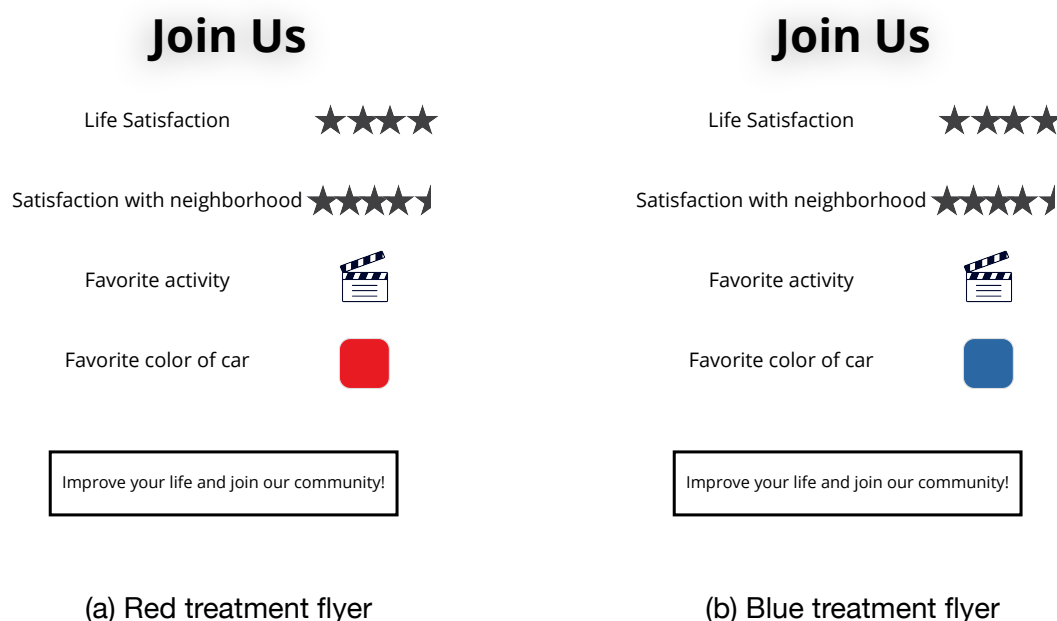 Join Us
Life Satisfaction
Satisfaction with neighborhood
Favorite activity
Favorite color of car
Improve your life and join our community!
(a) Red treatment flyer
Join Us
Life Satisfaction
Satisfaction with neighborhood
Favorite activity
Favorite color of car
Improve your life and join our community!
(b) Blue treatment flyer